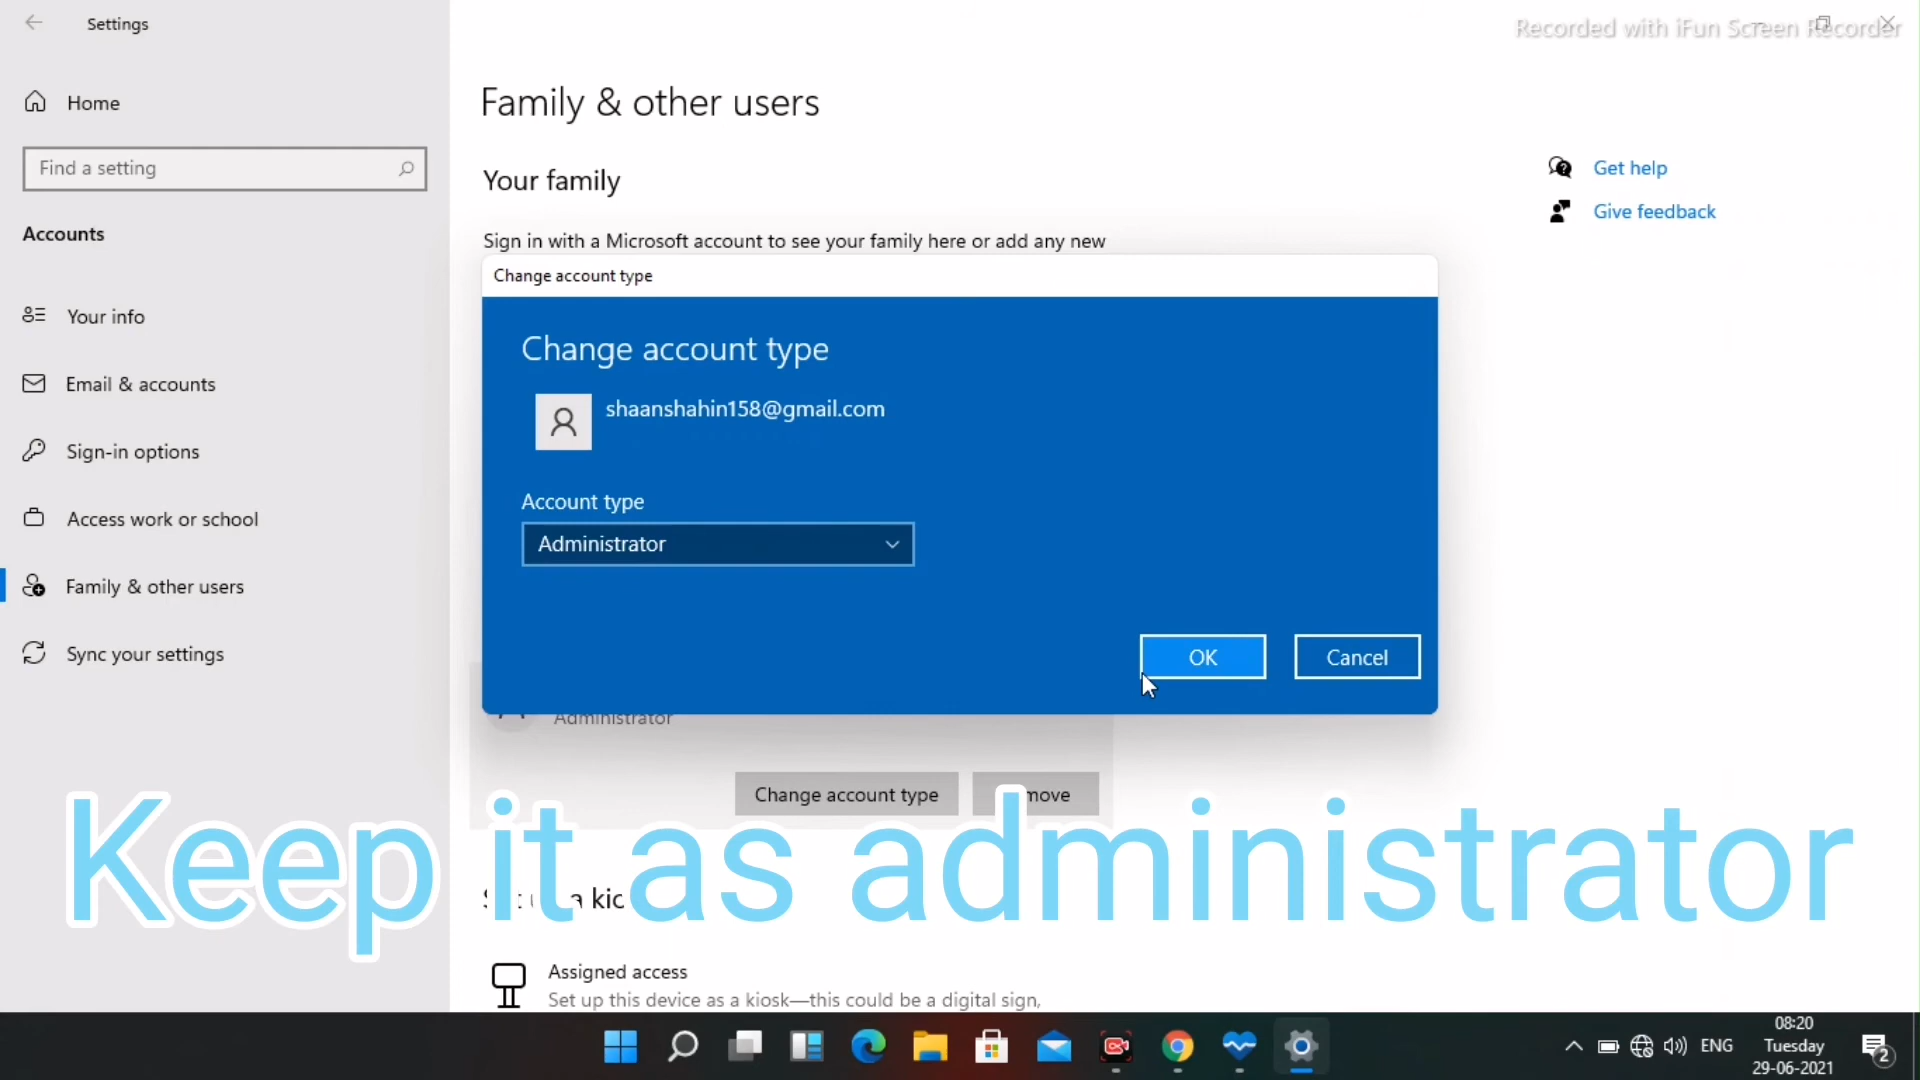 Settings
Recorded with iFun Screen Recorder
Home
Find a setting
Accounts
Your info
Email & accounts
Sign-in options
Access work or school
Family & other users
Sync your settings
Family & other users
Your family
Sign in with a Microsoft account to see your family here or add any new
Get help
Give feedback
Change account type
Change account type
shaanshahin158@gmail.com
Account type
Administrator
OK
Cancel
Administrator
Change account type
Keep it as administrator
Assigned access
Set up this device as a kiosk—this could be a digital sign,
ENG
08:20
Tuesday
29-06-2021
2